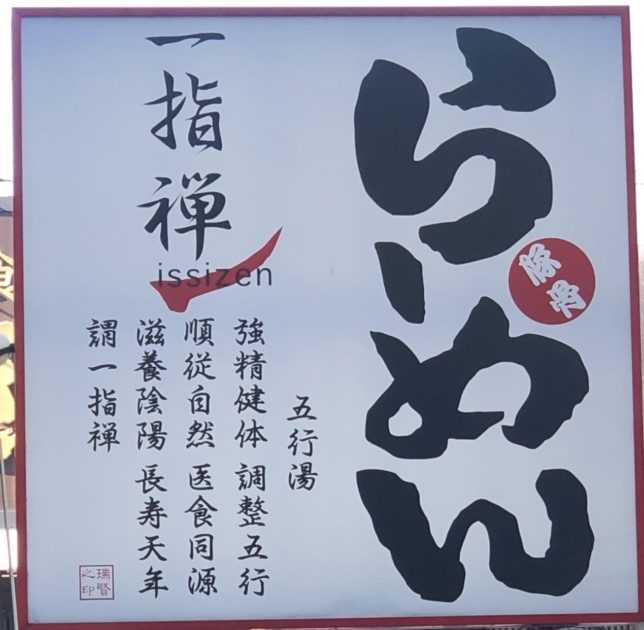 らーめん
一指禅
issizen
五行湯
強精健体 調整五行
順従自然 医食同源
滋養陰陽 長寿天年
謂一指禅
瑞賢
之印